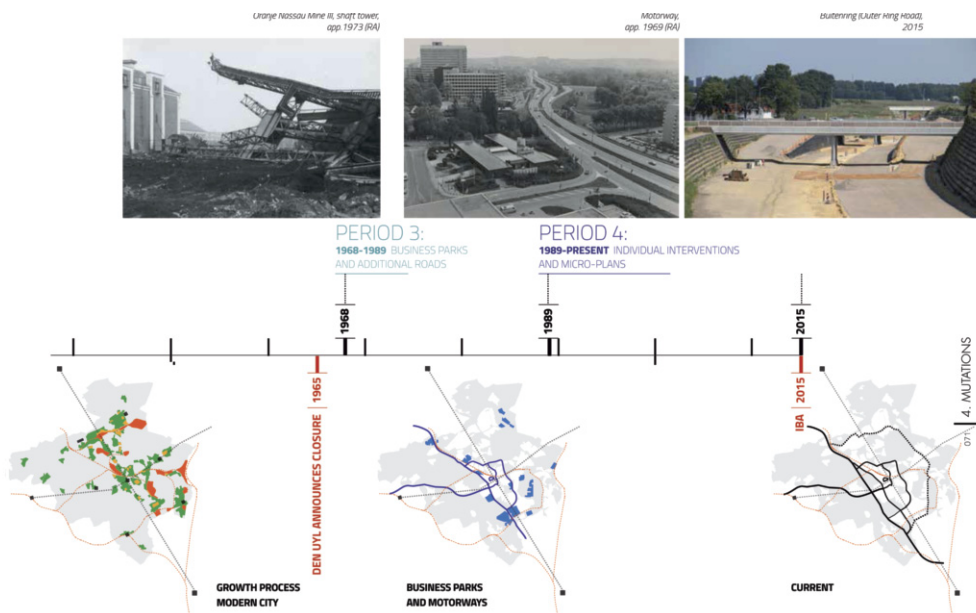 Oranje Nassau Mine III, shaft tower,
app.1973 (RA)
Motorway,
app. 1969 (RA)
Buitenring (Outer Ring Road),
2015
PERIOD 3:
1968-1989 BUSINESS PARKS
AND ADDITIONAL ROADS
PERIOD 4:
1989-PRESENT INDIVIDUAL INTERVENTIONS
AND MICRO-PLANS
1968
1989
2015
DEN UYL ANNOUNCES CLOSURE 1965
IBA 2015
071 4. MUTATIONS
GROWTH PROCESS
MODERN CITY
BUSINESS PARKS
AND MOTORWAYS
CURRENT